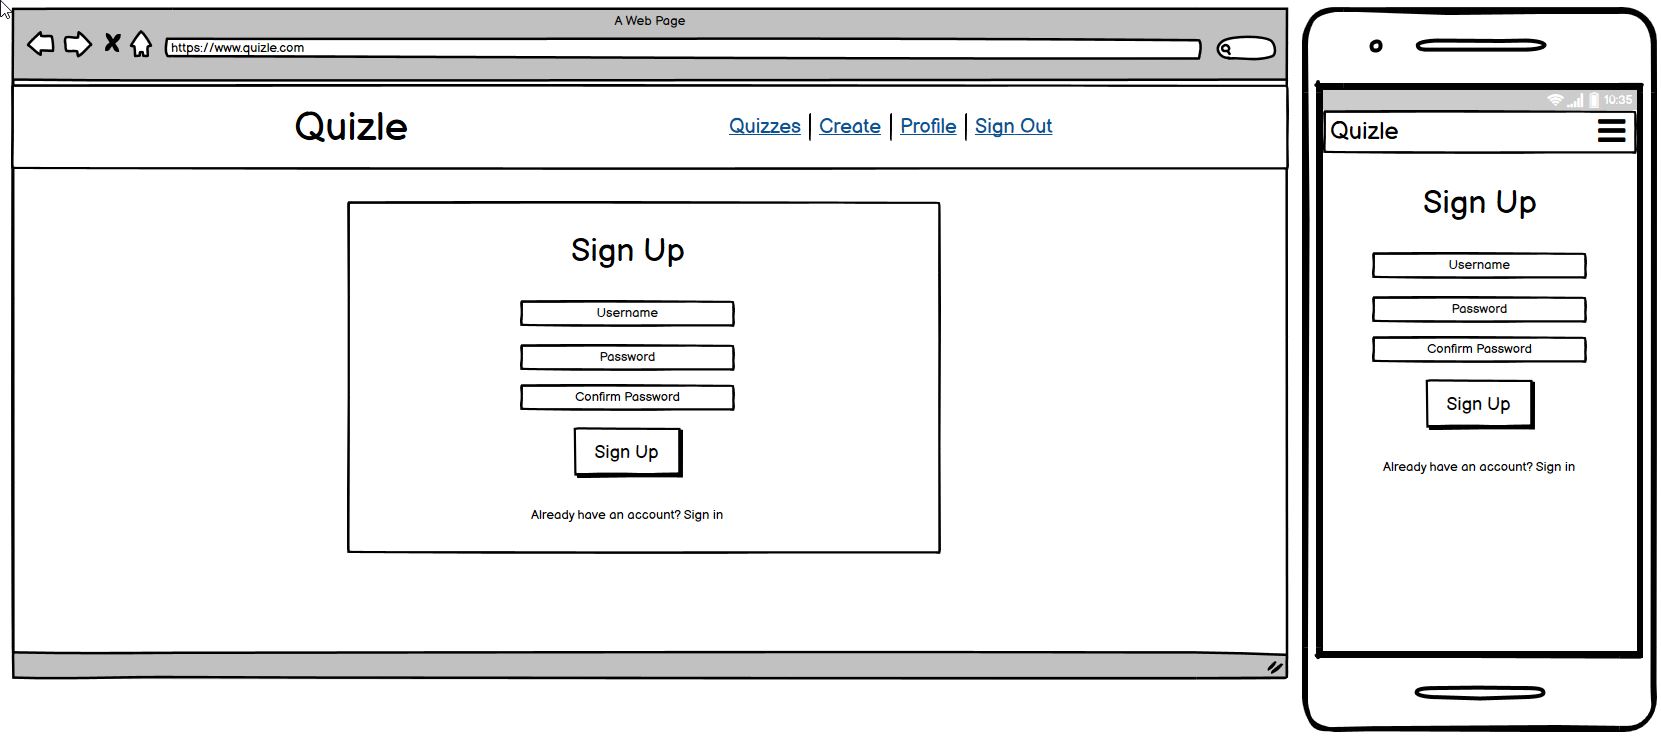 A Web Page
https://www.quizle.com
Quizle
Quizzes | Create | Profile | Sign Out
Sign Up
Username
Password
Confirm Password
Sign Up
Already have an account? Sign in
10:35
Quizle
Sign Up
Username
Password
Confirm Password
Sign Up
Already have an account? Sign in